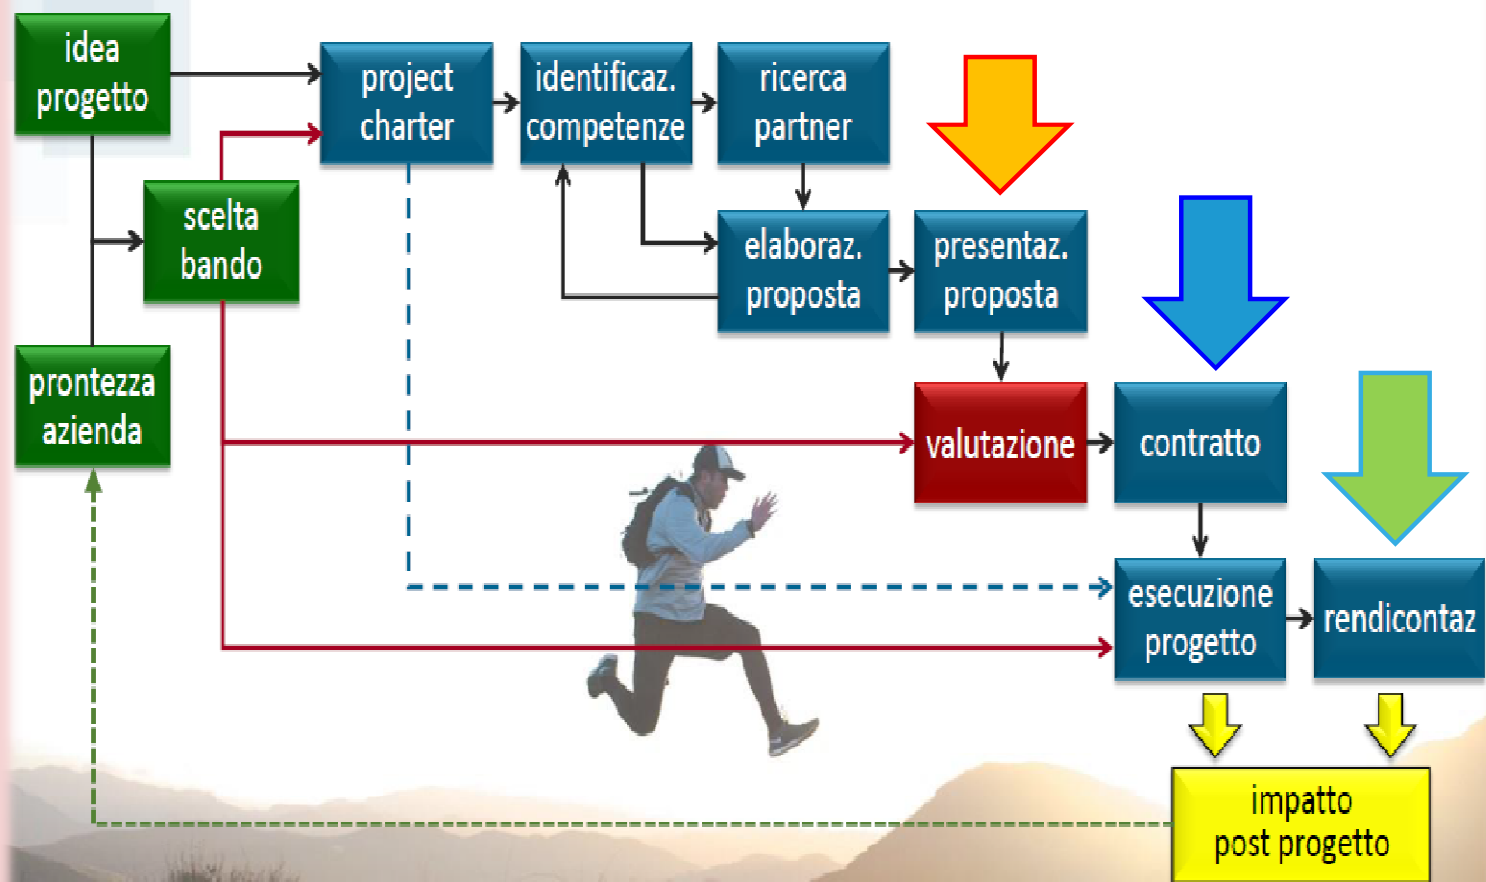 idea
progetto
project
charter
identificaz.
competenze
ricerca
partner
scelta
bando
elaboraz.
proposta
presentaz.
proposta
prontezza
azienda
valutazione
contratto
esecuzione
progetto
rendicontaz
impatto
post progetto